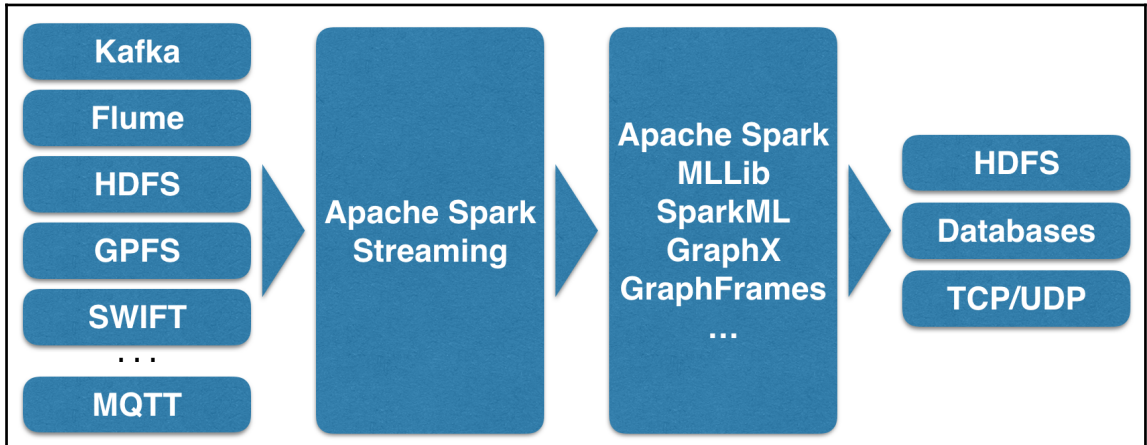 Kafka
Flume
HDFS
GPFS
SWIFT
...
MQTT
Apache Spark
Streaming
Apache Spark
MLLib
SparkML
GraphX
GraphFrames
...
HDFS
Databases
TCP/UDP